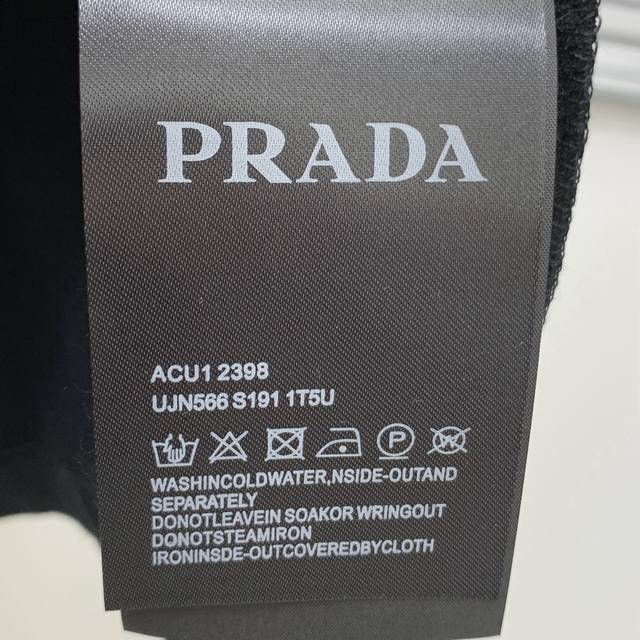 PRADA
ACU1 2398
UJN566 S191 1T5U
P
W
WASHINCOLDWATER,NSIDE-OUTAND
SEPARATELY
DONOTLEAVEIN SOAKOR WRINGOUT
DONOTSTEAMIRON
IRONINSDE-OUTCOVEREDBYCLOTH